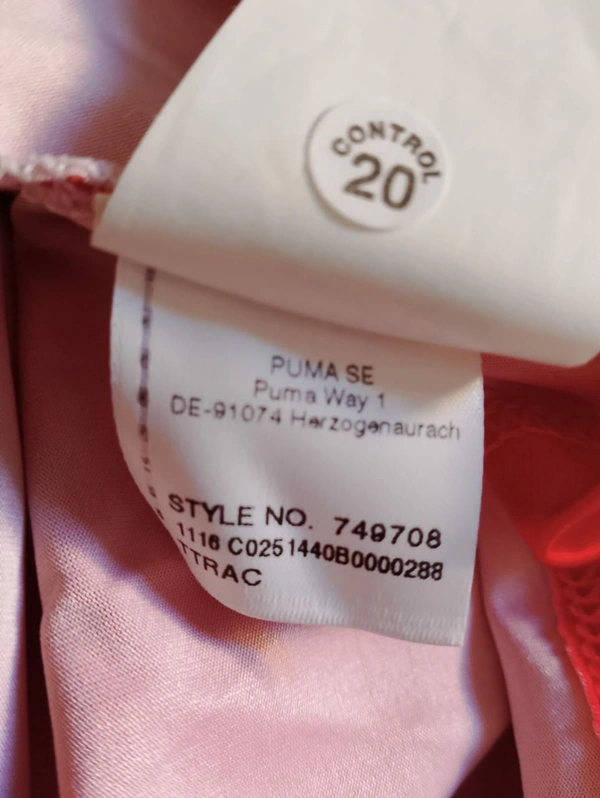 CONTROL
20
PUMA SE
Puma Way 1
DE-91074 Herzogenaurach
STYLE NO. 749708
1116 C0251440B0000288
TTRAC